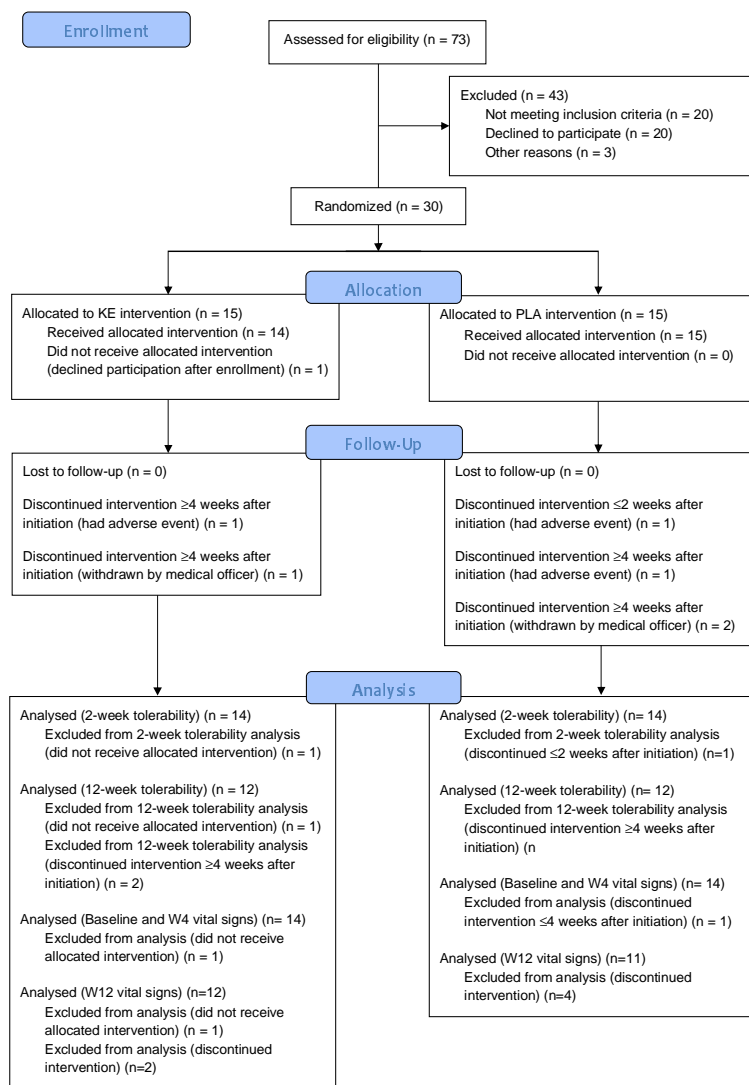 Enrollment
Assessed for eligibility (n = 73)
Excluded (n = 43)
Not meeting inclusion criteria (n = 20)
Declined to participate (n = 20)
Other reasons (n = 3)
Randomized (n = 30)
Allocation
Allocated to KE intervention (n = 15)
Received allocated intervention (n = 14)
Did not receive allocated intervention
(declined participation after enrollment) (n = 1)
Allocated to PLA intervention (n = 15)
Received allocated intervention (n = 15)
Did not receive allocated intervention (n = 0)
Follow-Up
Lost to follow-up (n = 0)
Discontinued intervention ≥4 weeks after
initiation (had adverse event) (n = 1)
Discontinued intervention ≥4 weeks after
initiation (withdrawn by medical officer) (n = 1)
Lost to follow-up (n = 0)
Discontinued intervention ≤2 weeks after
initiation (had adverse event) (n = 1)
Discontinued intervention ≥4 weeks after
initiation (had adverse event) (n = 1)
Discontinued intervention ≥4 weeks after
initiation (withdrawn by medical officer) (n = 2)
Analysis
Analysed (2-week tolerability) (n = 14)
Excluded from 2-week tolerability analysis
(did not receive allocated intervention) (n = 1)
Analysed (12-week tolerability) (n = 12)
Excluded from 12-week tolerability analysis
(did not receive allocated intervention) (n = 1)
Excluded from 12-week tolerability analysis
(discontinued intervention ≥4 weeks after
initiation) (n = 2)
Analysed (Baseline and W4 vital signs) (n= 14)
Excluded from analysis (did not receive
allocated intervention) (n = 1)
Analysed (W12 vital signs) (n=12)
Excluded from analysis (did not receive
allocated intervention) (n = 1)
Excluded from analysis (discontinued
intervention) (n=2)
Analysed (2-week tolerability) (n= 14)
Excluded from 2-week tolerability analysis
(discontinued ≤2 weeks after initiation) (n=1)
Analysed (12-week tolerability) (n= 12)
Excluded from 12-week tolerability analysis
(discontinued intervention ≥4 weeks after
initiation) (n
Analysed (Baseline and W4 vital signs) (n= 14)
Excluded from analysis (discontinued
intervention ≤4 weeks after initiation) (n = 1)
Analysed (W12 vital signs) (n=11)
Excluded from analysis (discontinued
intervention) (n=4)